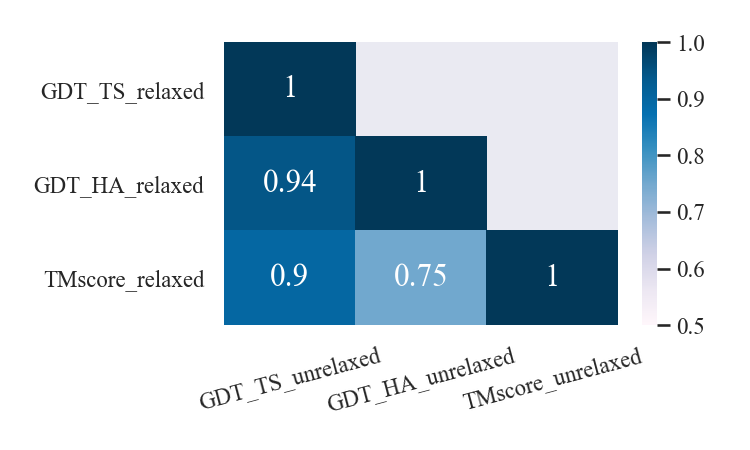 GDT_TS_relaxed
1
GDT_HA_relaxed
0.94
1
TMscore_relaxed
0.9
0.75
1
GDT_TS_unrelaxed
GDT_HA_unrelaxed
TMscore_unrelaxed
1.0
0.9
0.8
0.7
0.6
0.5